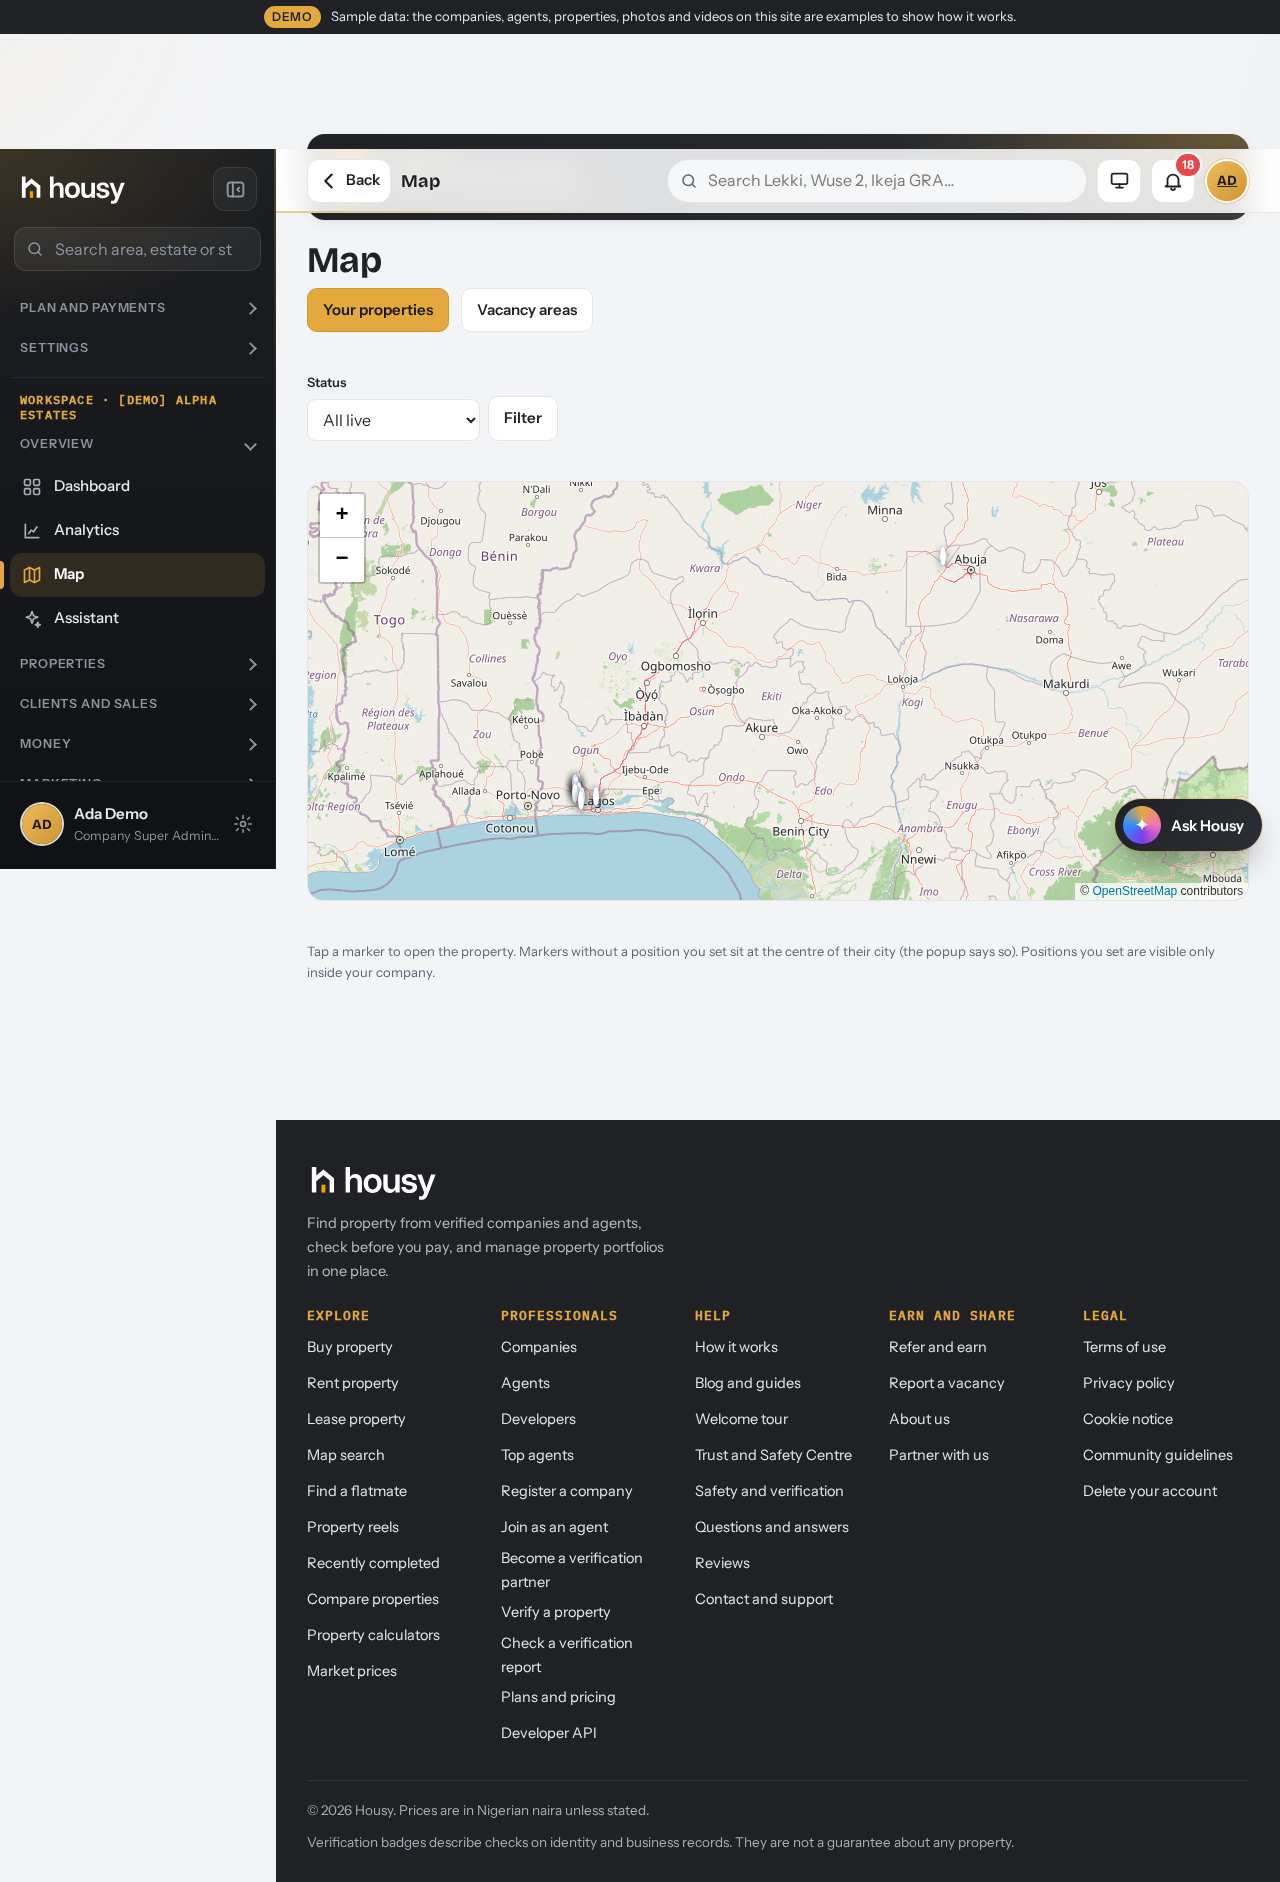 DEMO Sample data: the companies, agents, properties, photos and videos on this site are examples to show how it works.
housy
Search area, estate or st
PLAN AND PAYMENTS
SETTINGS
WORKSPACE · [DEMO] ALPHA
ESTATES
OVERVIEW
Dashboard
Analytics
Map
Assistant
PROPERTIES
CLIENTS AND SALES
MONEY
MARKETING
AD
Ada Demo
Company Super Admin...
Back
Map
Search Lekki, Wuse 2, Ikeja GRA...
18
AD
Map
Your properties
Vacancy areas
Status
All live
Filter
+
−
N'Dali
Nikki
Borgou
Djougou
Donga
Parakou
Bénin
Sokodé
Togo
Ouèssè
Collines
Savalou
Région des
Plateaux
Zou
Kétou
Pobè
Kpalimé
Aplahoué
Allada
Porto-Novo
Tsévié
Cotonou
Lomé
Niger
Minna
Jos
Plateau
Kwara
Bida
Abuja
Ìlọrin
Nasarawa
Doma
Oyo
Ogbomosho
Ọ̀yọ́
Òṣogbo
Ekiti
Osun
Ìbàdàn
Lokoja
Kogi
Makurdi
Awe
Wukari
Taraba
Oka-Akoko
Akure
Owo
Otukpa
Otukpo
Benue
Ogun
Ijebu-Ode
Ondo
Epe
Lagos
Edo
Nsukka
Enugu
Benin City
Anambra
Ebonyi
Nnewi
Afikpo
Cross River
Delta
Imo
Mbouda
Ask Housy
© OpenStreetMap contributors
Tap a marker to open the property. Markers without a position you set sit at the centre of their city (the popup says so). Positions you set are visible only
inside your company.
housy
Find property from verified companies and agents,
check before you pay, and manage property portfolios
in one place.
EXPLORE
Buy property
Rent property
Lease property
Map search
Find a flatmate
Property reels
Recently completed
Compare properties
Property calculators
Market prices
PROFESSIONALS
Companies
Agents
Developers
Top agents
Register a company
Join as an agent
Become a verification
partner
Verify a property
Check a verification
report
Plans and pricing
Developer API
HELP
How it works
Blog and guides
Welcome tour
Trust and Safety Centre
Safety and verification
Questions and answers
Reviews
Contact and support
EARN AND SHARE
Refer and earn
Report a vacancy
About us
Partner with us
LEGAL
Terms of use
Privacy policy
Cookie notice
Community guidelines
Delete your account
© 2026 Housy. Prices are in Nigerian naira unless stated.
Verification badges describe checks on identity and business records. They are not a guarantee about any property.